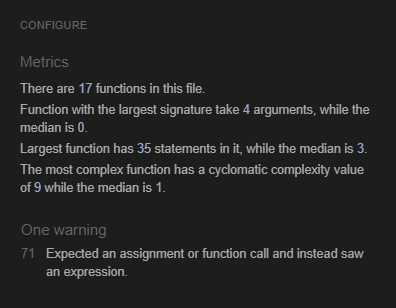 CONFIGURE
Metrics
There are 17 functions in this file.
Function with the largest signature take 4 arguments, while the
median is 0.
Largest function has 35 statements in it, while the median is 3.
The most complex function has a cyclomatic complexity value
of 9 while the median is 1.
One warning
71 Expected an assignment or function call and instead saw
an expression.